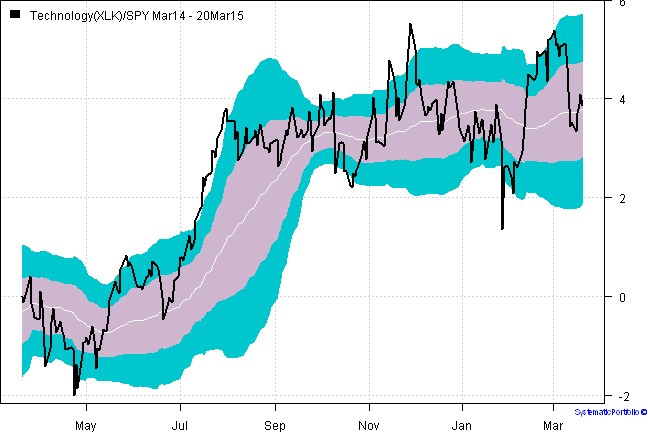 Technology(XLK)/SPY Mar14 - 20Mar15
6
4
2
0
-2
May Jul Sep Nov Jan Mar
SystematicPortfolio ©